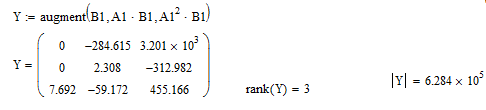 Y := augment(B1, A1 · B1, A1² · B1)
Y = ( 0 −284.615 3.201 × 10³
0 2.308 −312.982
7.692 −59.172 455.166 )
rank(Y) = 3
|Y| = 6.284 × 10⁵